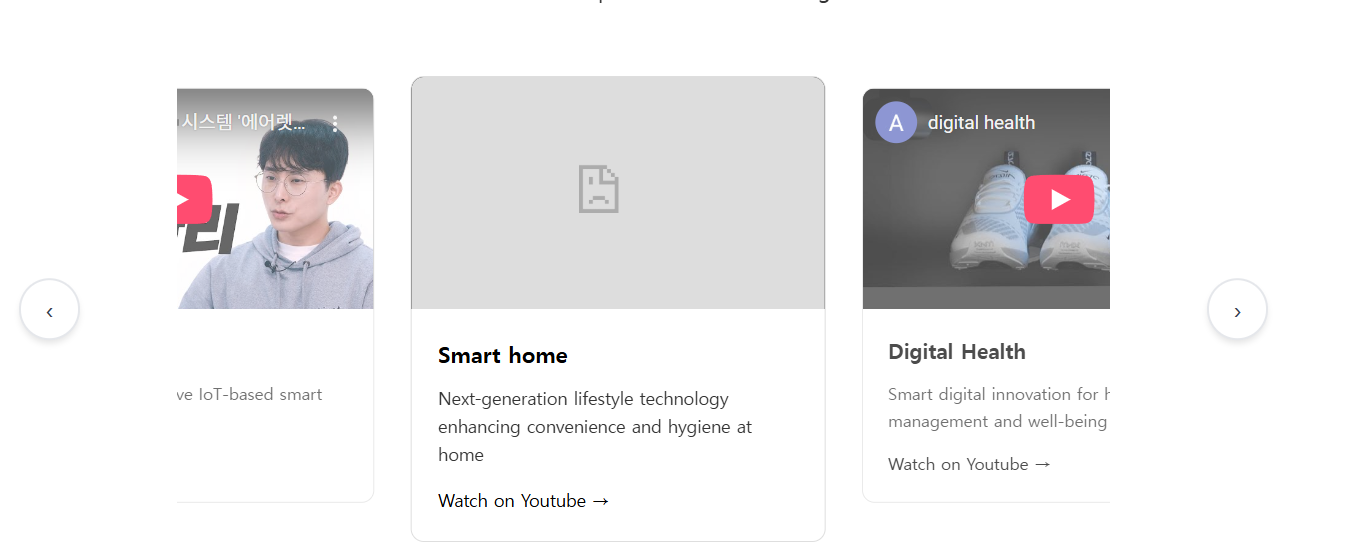 시스템 '에어렛...
리
ve IoT-based smart
‹
Smart home
Next-generation lifestyle technology
enhancing convenience and hygiene at
home
Watch on Youtube →
A digital health
Digital Health
Smart digital innovation for h
management and well-being
Watch on Youtube →
›